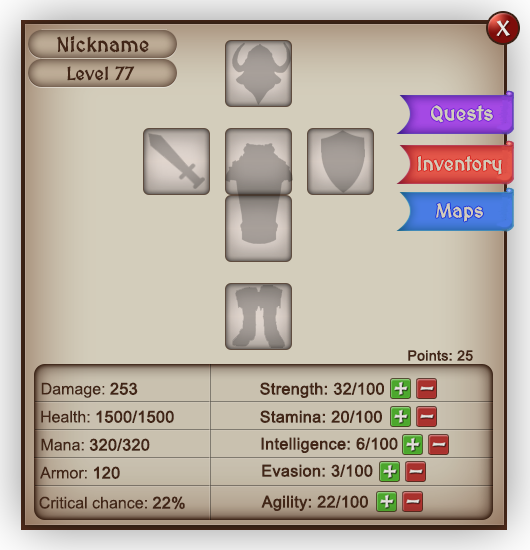 Nickname
Level 77
X
Quests
Inventory
Maps
Points: 25
Damage: 253
Strength: 32/100 + −
Health: 1500/1500
Stamina: 20/100 + −
Mana: 320/320
Intelligence: 6/100 + −
Armor: 120
Evasion: 3/100 + −
Critical chance: 22%
Agility: 22/100 + −